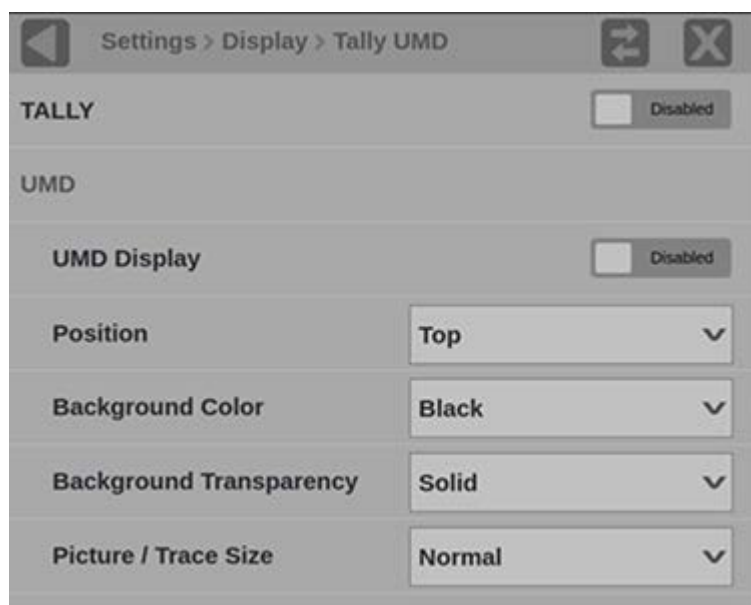 Settings > Display > Tally UMD
TALLY Disabled
UMD
UMD Display Disabled
Position Top
Background Color Black
Background Transparency Solid
Picture / Trace Size Normal